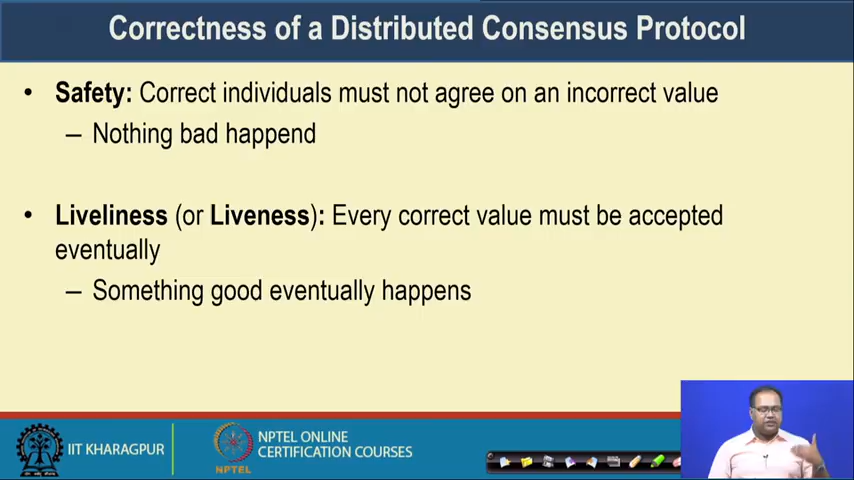 Correctness of a Distributed Consensus Protocol
• Safety: Correct individuals must not agree on an incorrect value
– Nothing bad happend
• Liveliness (or Liveness): Every correct value must be accepted
eventually
– Something good eventually happens
IIT KHARAGPUR
NPTEL
NPTEL ONLINE
CERTIFICATION COURSES